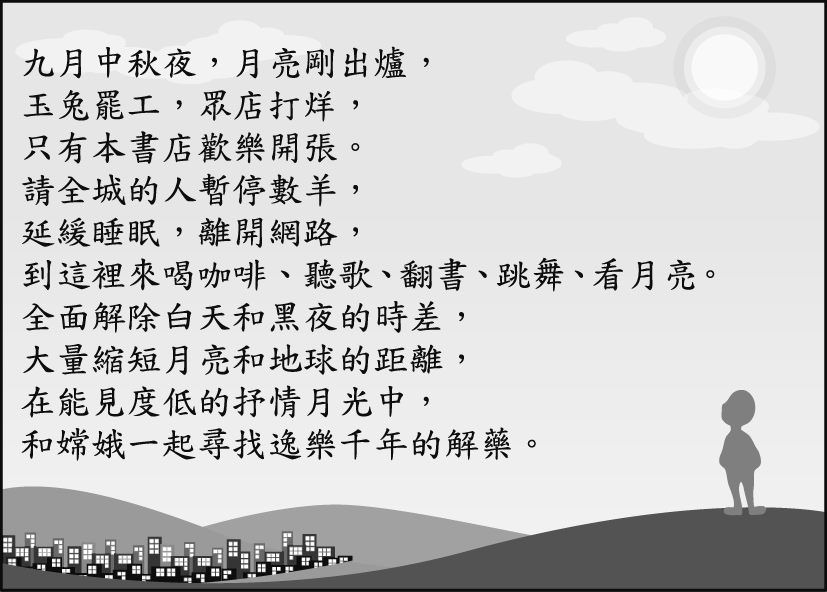 九月中秋夜，月亮剛出爐，
玉兔罷工，眾店打烊，
只有本書店歡樂開張。
請全城的人暫停數羊，
延緩睡眠，離開網路，
到這裡來喝咖啡、聽歌、翻書、跳舞、看月亮。
全面解除白天和黑夜的時差，
大量縮短月亮和地球的距離，
在能見度低的抒情月光中，
和嫦娥一起尋找逸樂千年的解藥。